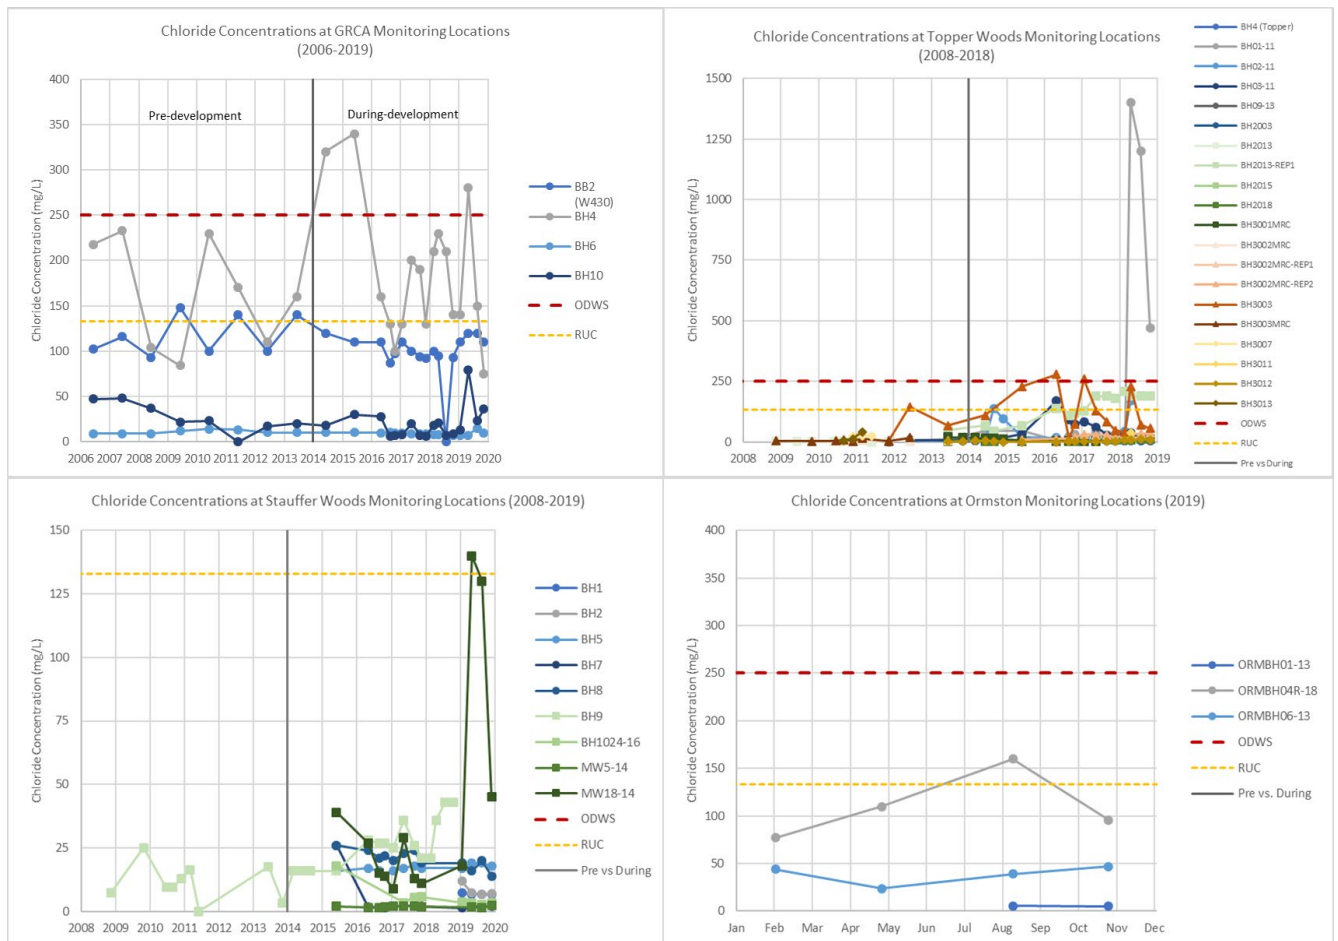 Chloride Concentrations at GRCA Monitoring Locations
(2006-2019)
Chloride Concentration (mg/L)
400
350
300
250
200
150
100
50
0
Pre-development
During-development
2006 2007 2008 2009 2010 2011 2011 2012 2013 2014 2015 2016 2017 2018 2019 2020
BB2
(W430)
BH4
BH6
BH10
ODWS
RUC
Chloride Concentrations at Topper Woods Monitoring Locations
(2008-2018)
Chloride Concentration (mg/L)
1500
1250
1000
750
500
250
0
2008 2009 2010 2011 2012 2013 2014 2015 2016 2017 2018 2019
BH4 (Topper)
BH01-11
BH02-11
BH03-11
BH09-13
BH2003
BH2013
BH2013-REP1
BH2015
BH2018
BH3001MRC
BH3002MRC
BH3002MRC-REP1
BH3002MRC-REP2
BH3003
BH3003MRC
BH3007
BH3011
BH3012
BH3013
ODWS
RUC
Pre vs During
Chloride Concentrations at Stauffer Woods Monitoring Locations (2008-2019)
Chloride Concentration (mg/L)
150
125
100
75
50
25
0
2008 2009 2010 2011 2012 2013 2014 2015 2016 2017 2018 2019 2020
BH1
BH2
BH5
BH7
BH8
BH9
BH1024-16
MW5-14
MW18-14
ODWS
RUC
Pre vs During
Chloride Concentrations at Ormston Monitoring Locations (2019)
Chloride Concentration (mg/L)
400
350
300
250
200
150
100
50
0
Jan Feb Mar Apr May Jun Jul Aug Sep Oct Nov Dec
ORMBH01-13
ORMBH04R-18
ORMBH06-13
ODWS
RUC
Pre vs. During